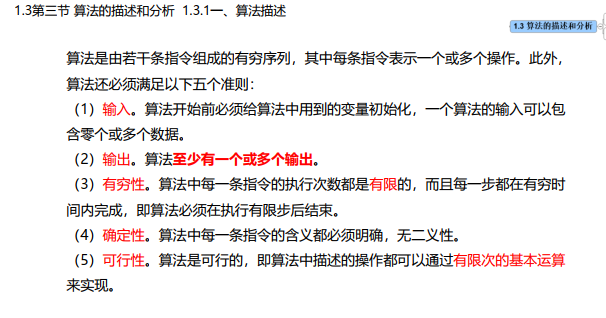 1.3第三节 算法的描述和分析 1.3.1一、算法描述
1.3 算法的描述和分析
算法是由若干条指令组成的有穷序列，其中每条指令表示一个或多个操作。此外，
算法还必须满足以下五个准则：
（1）输入。算法开始前必须给算法中用到的变量初始化，一个算法的输入可以包
含零个或多个数据。
（2）输出。算法至少有一个或多个输出。
（3）有穷性。算法中每一条指令的执行次数都是有限的，而且每一步都在有穷时
间内完成，即算法必须在执行有限步后结束。
（4）确定性。算法中每一条指令的含义都必须明确，无二义性。
（5）可行性。算法是可行的，即算法中描述的操作都可以通过有限次的基本运算
来实现。